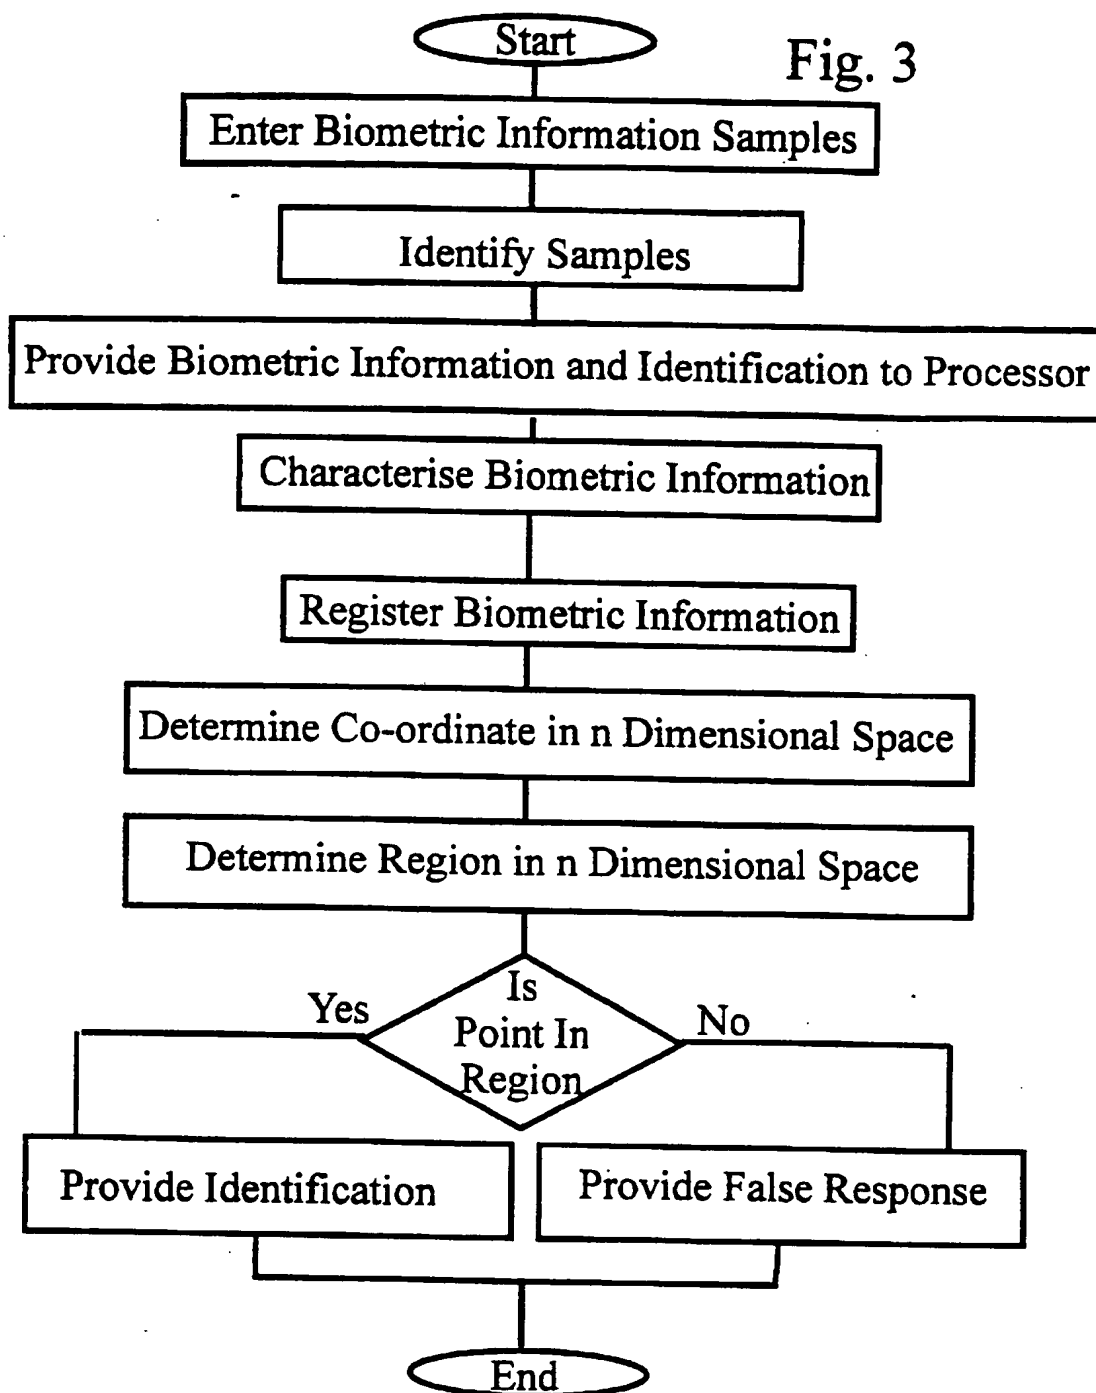 Start
Fig. 3
Enter Biometric Information Samples
Identify Samples
Provide Biometric Information and Identification to Processor
Characterise Biometric Information
Register Biometric Information
Determine Co-ordinate in n Dimensional Space
Determine Region in n Dimensional Space
Is
Point In
Region
Yes
No
Provide Identification
Provide False Response
End